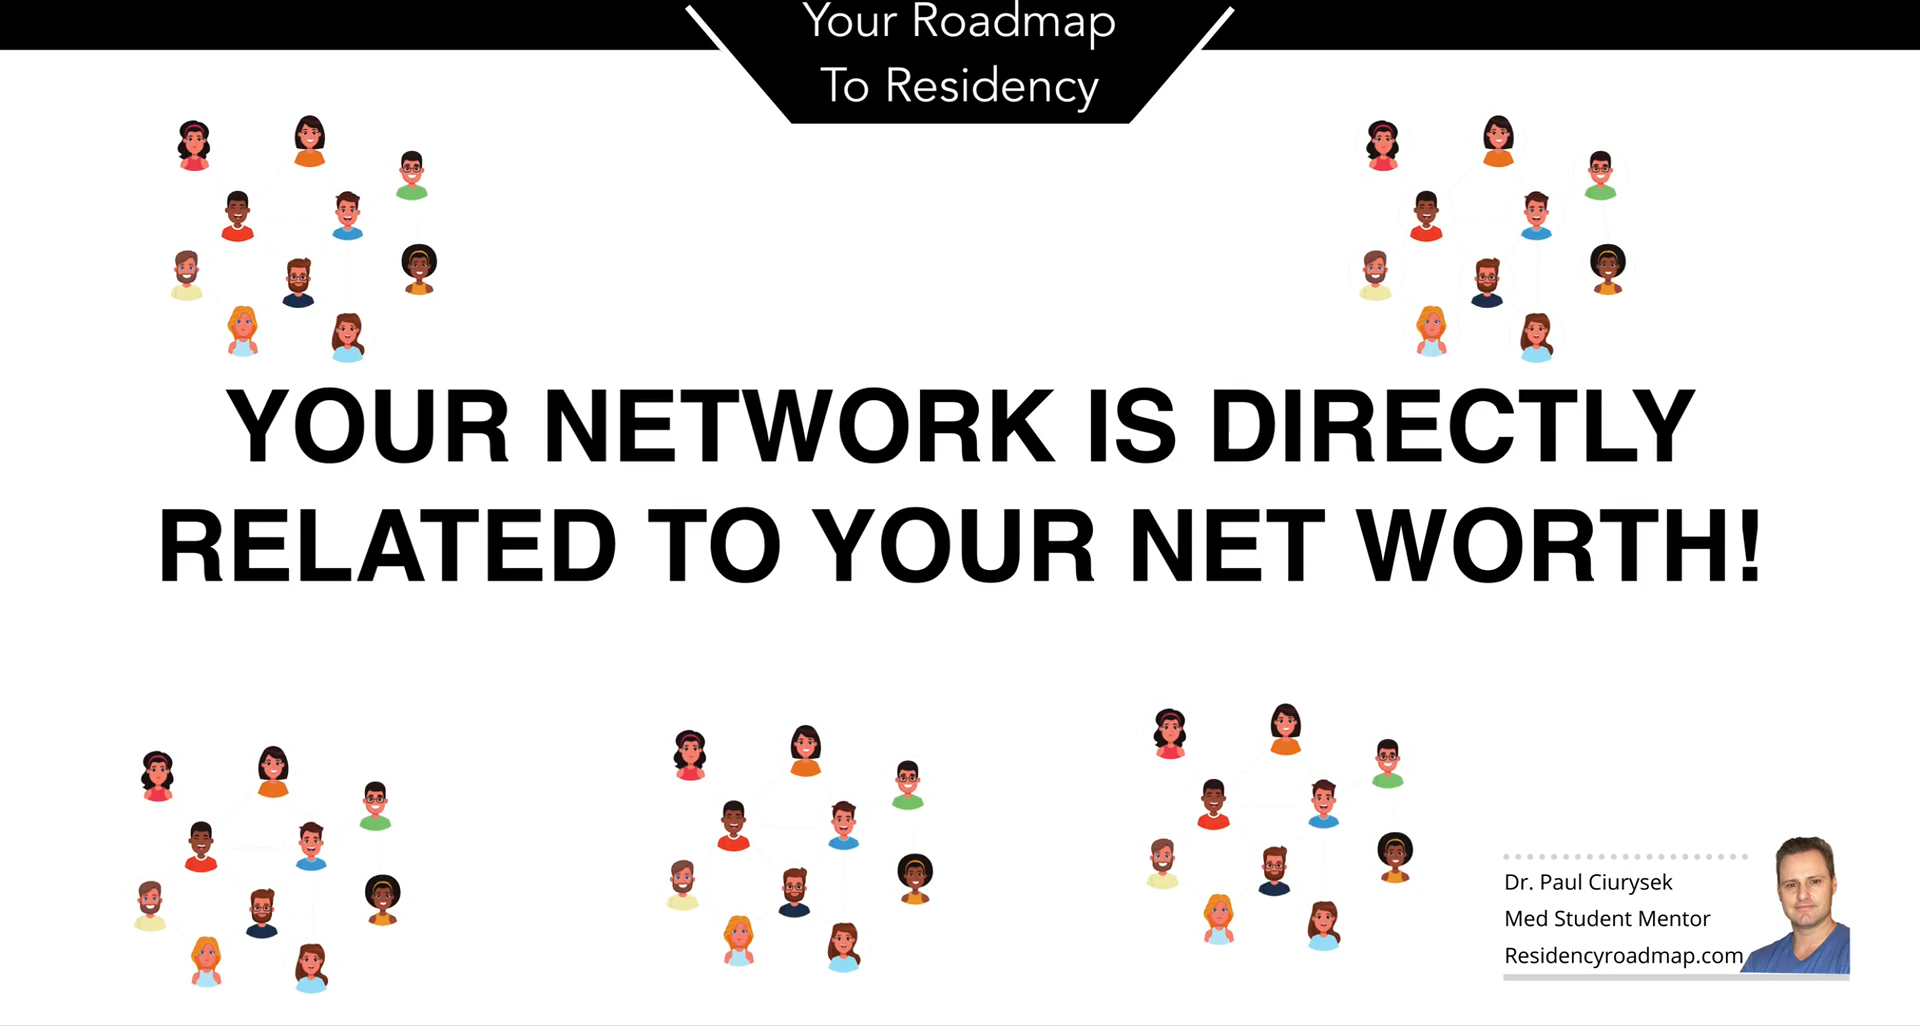 Your Roadmap
To Residency
YOUR NETWORK IS DIRECTLY
RELATED TO YOUR NET WORTH!
Dr. Paul Ciurysek
Med Student Mentor
Residencyroadmap.com